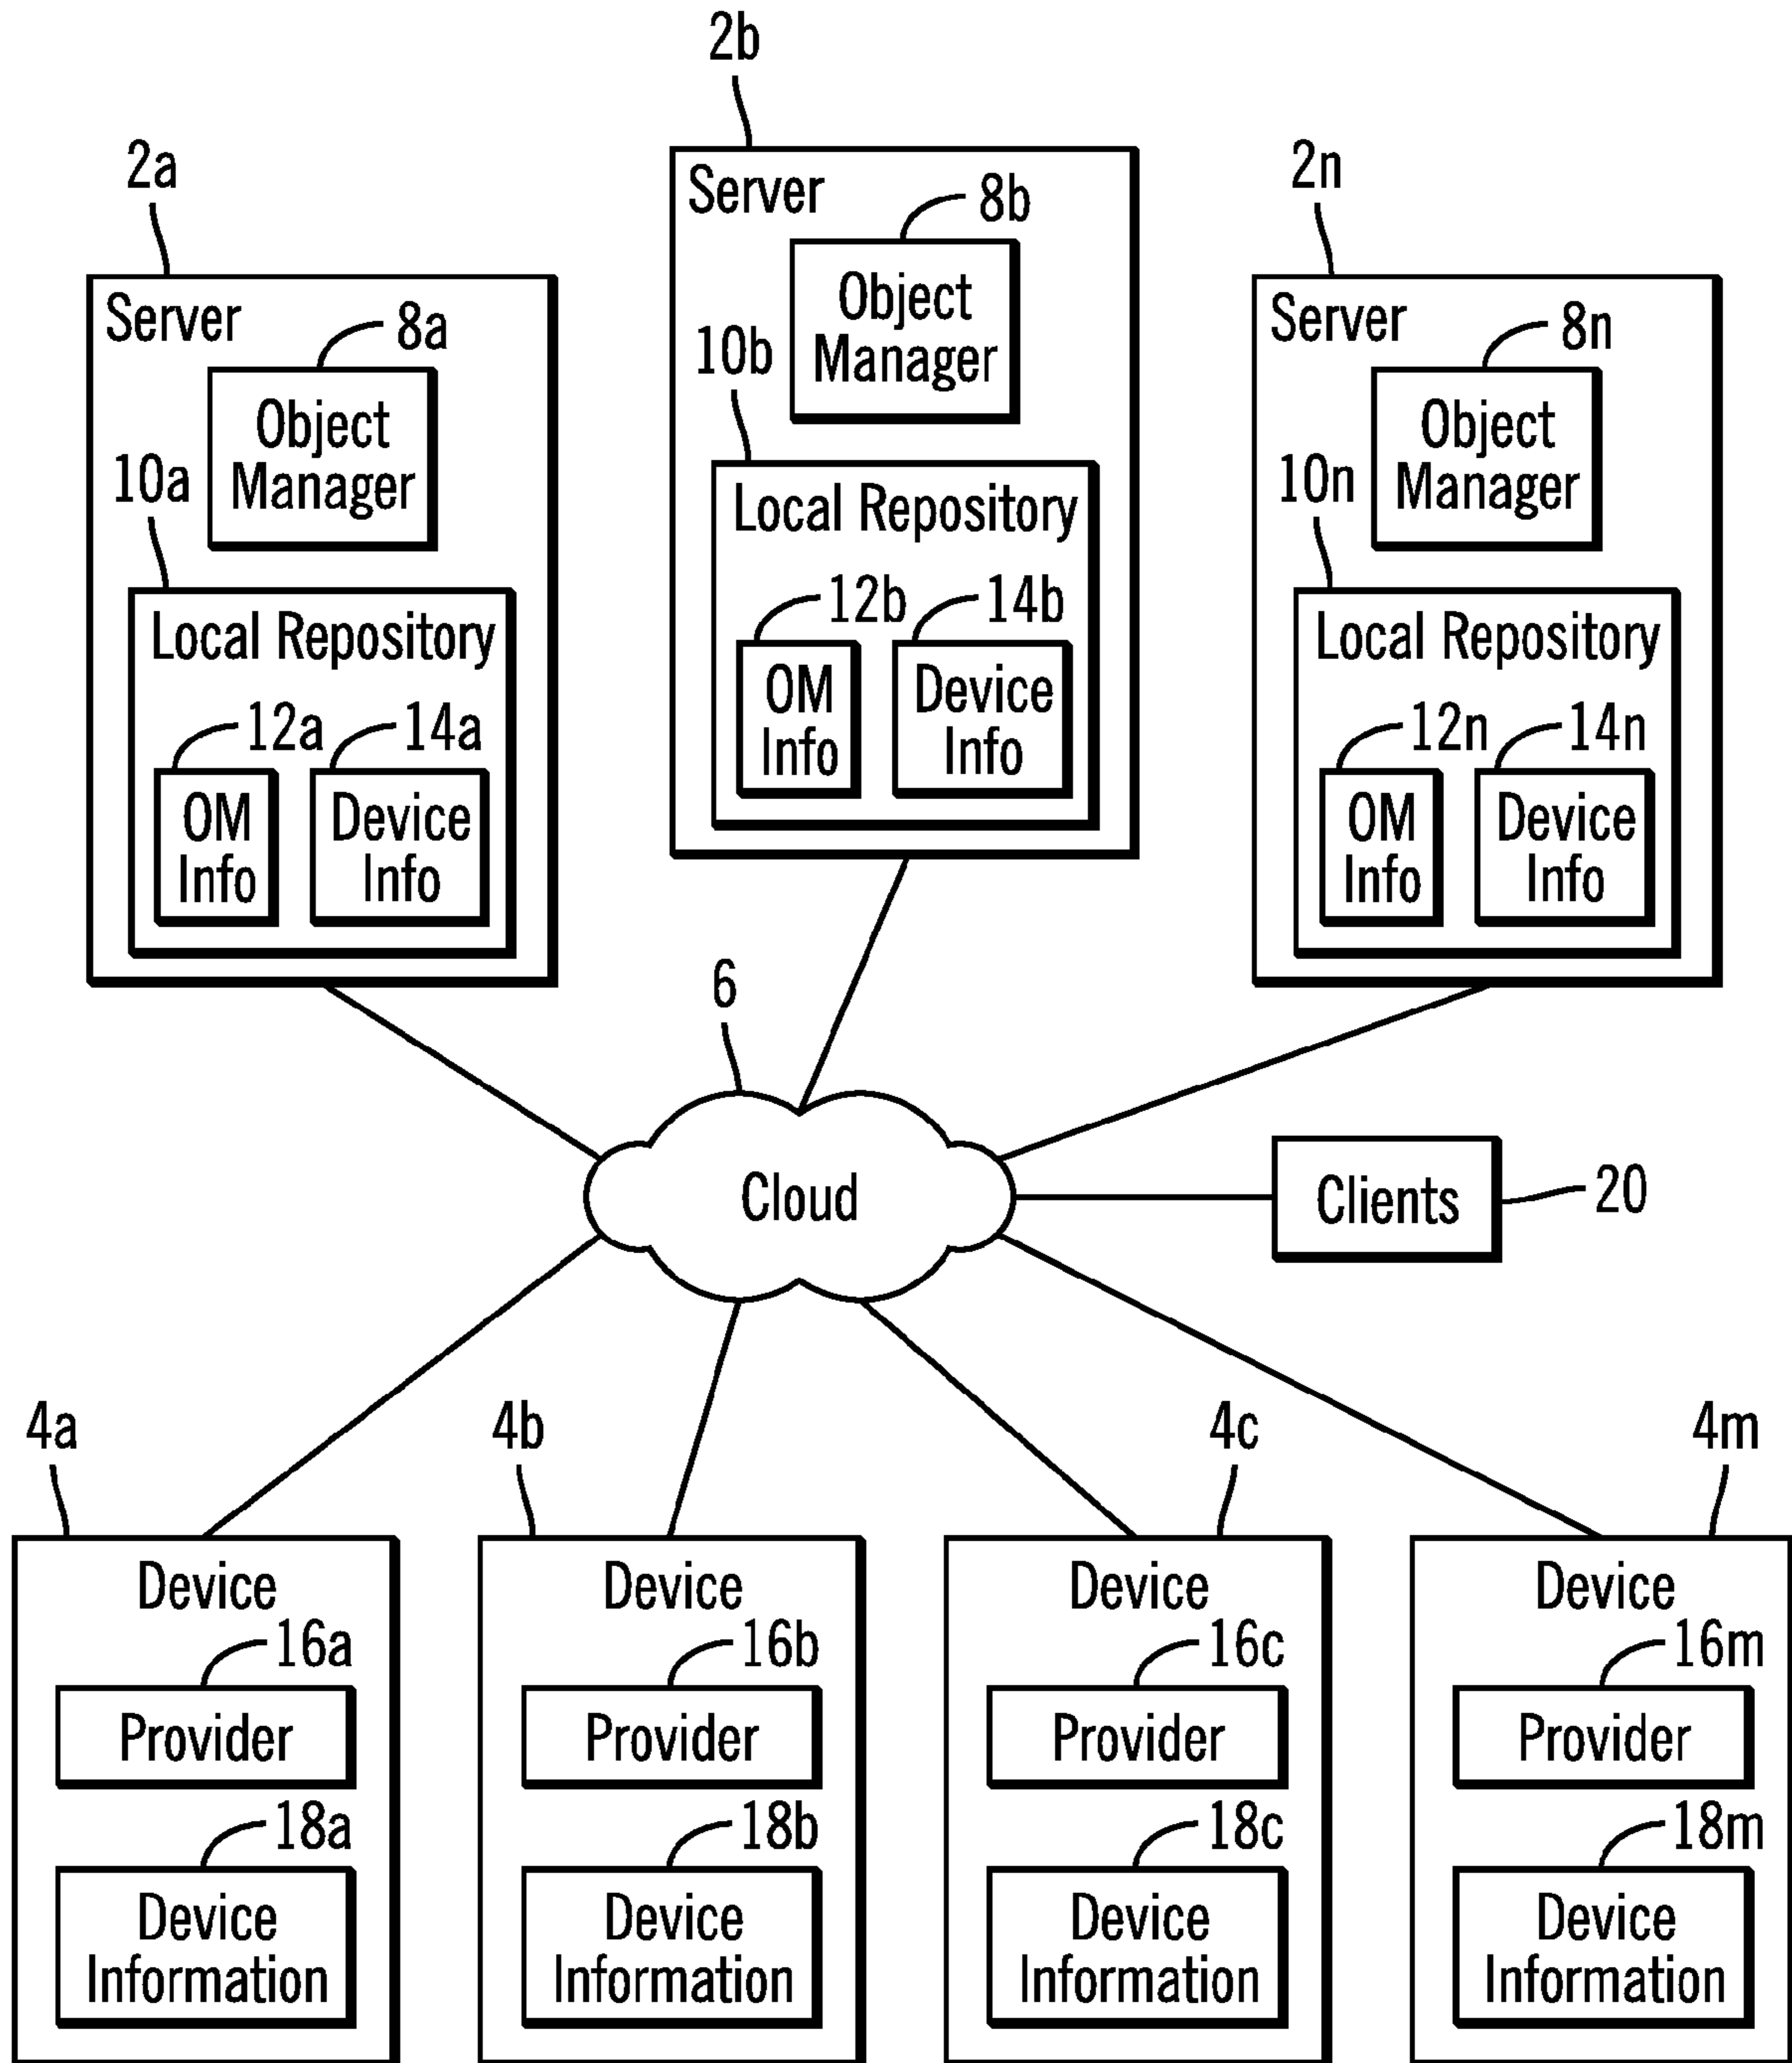 2b
2a
2n
Server
8b
Object
Manager
10b
Local Repository
12b
14b
OM
Info
Device
Info
Server
8a
Object
Manager
10a
Local Repository
12a
14a
OM
Info
Device
Info
Server
8n
Object
Manager
10n
Local Repository
12n
14n
OM
Info
Device
Info
6
Cloud
Clients
20
4a
Device
16a
Provider
18a
Device
Information
4b
Device
16b
Provider
18b
Device
Information
4c
Device
16c
Provider
18c
Device
Information
4m
Device
16m
Provider
18m
Device
Information